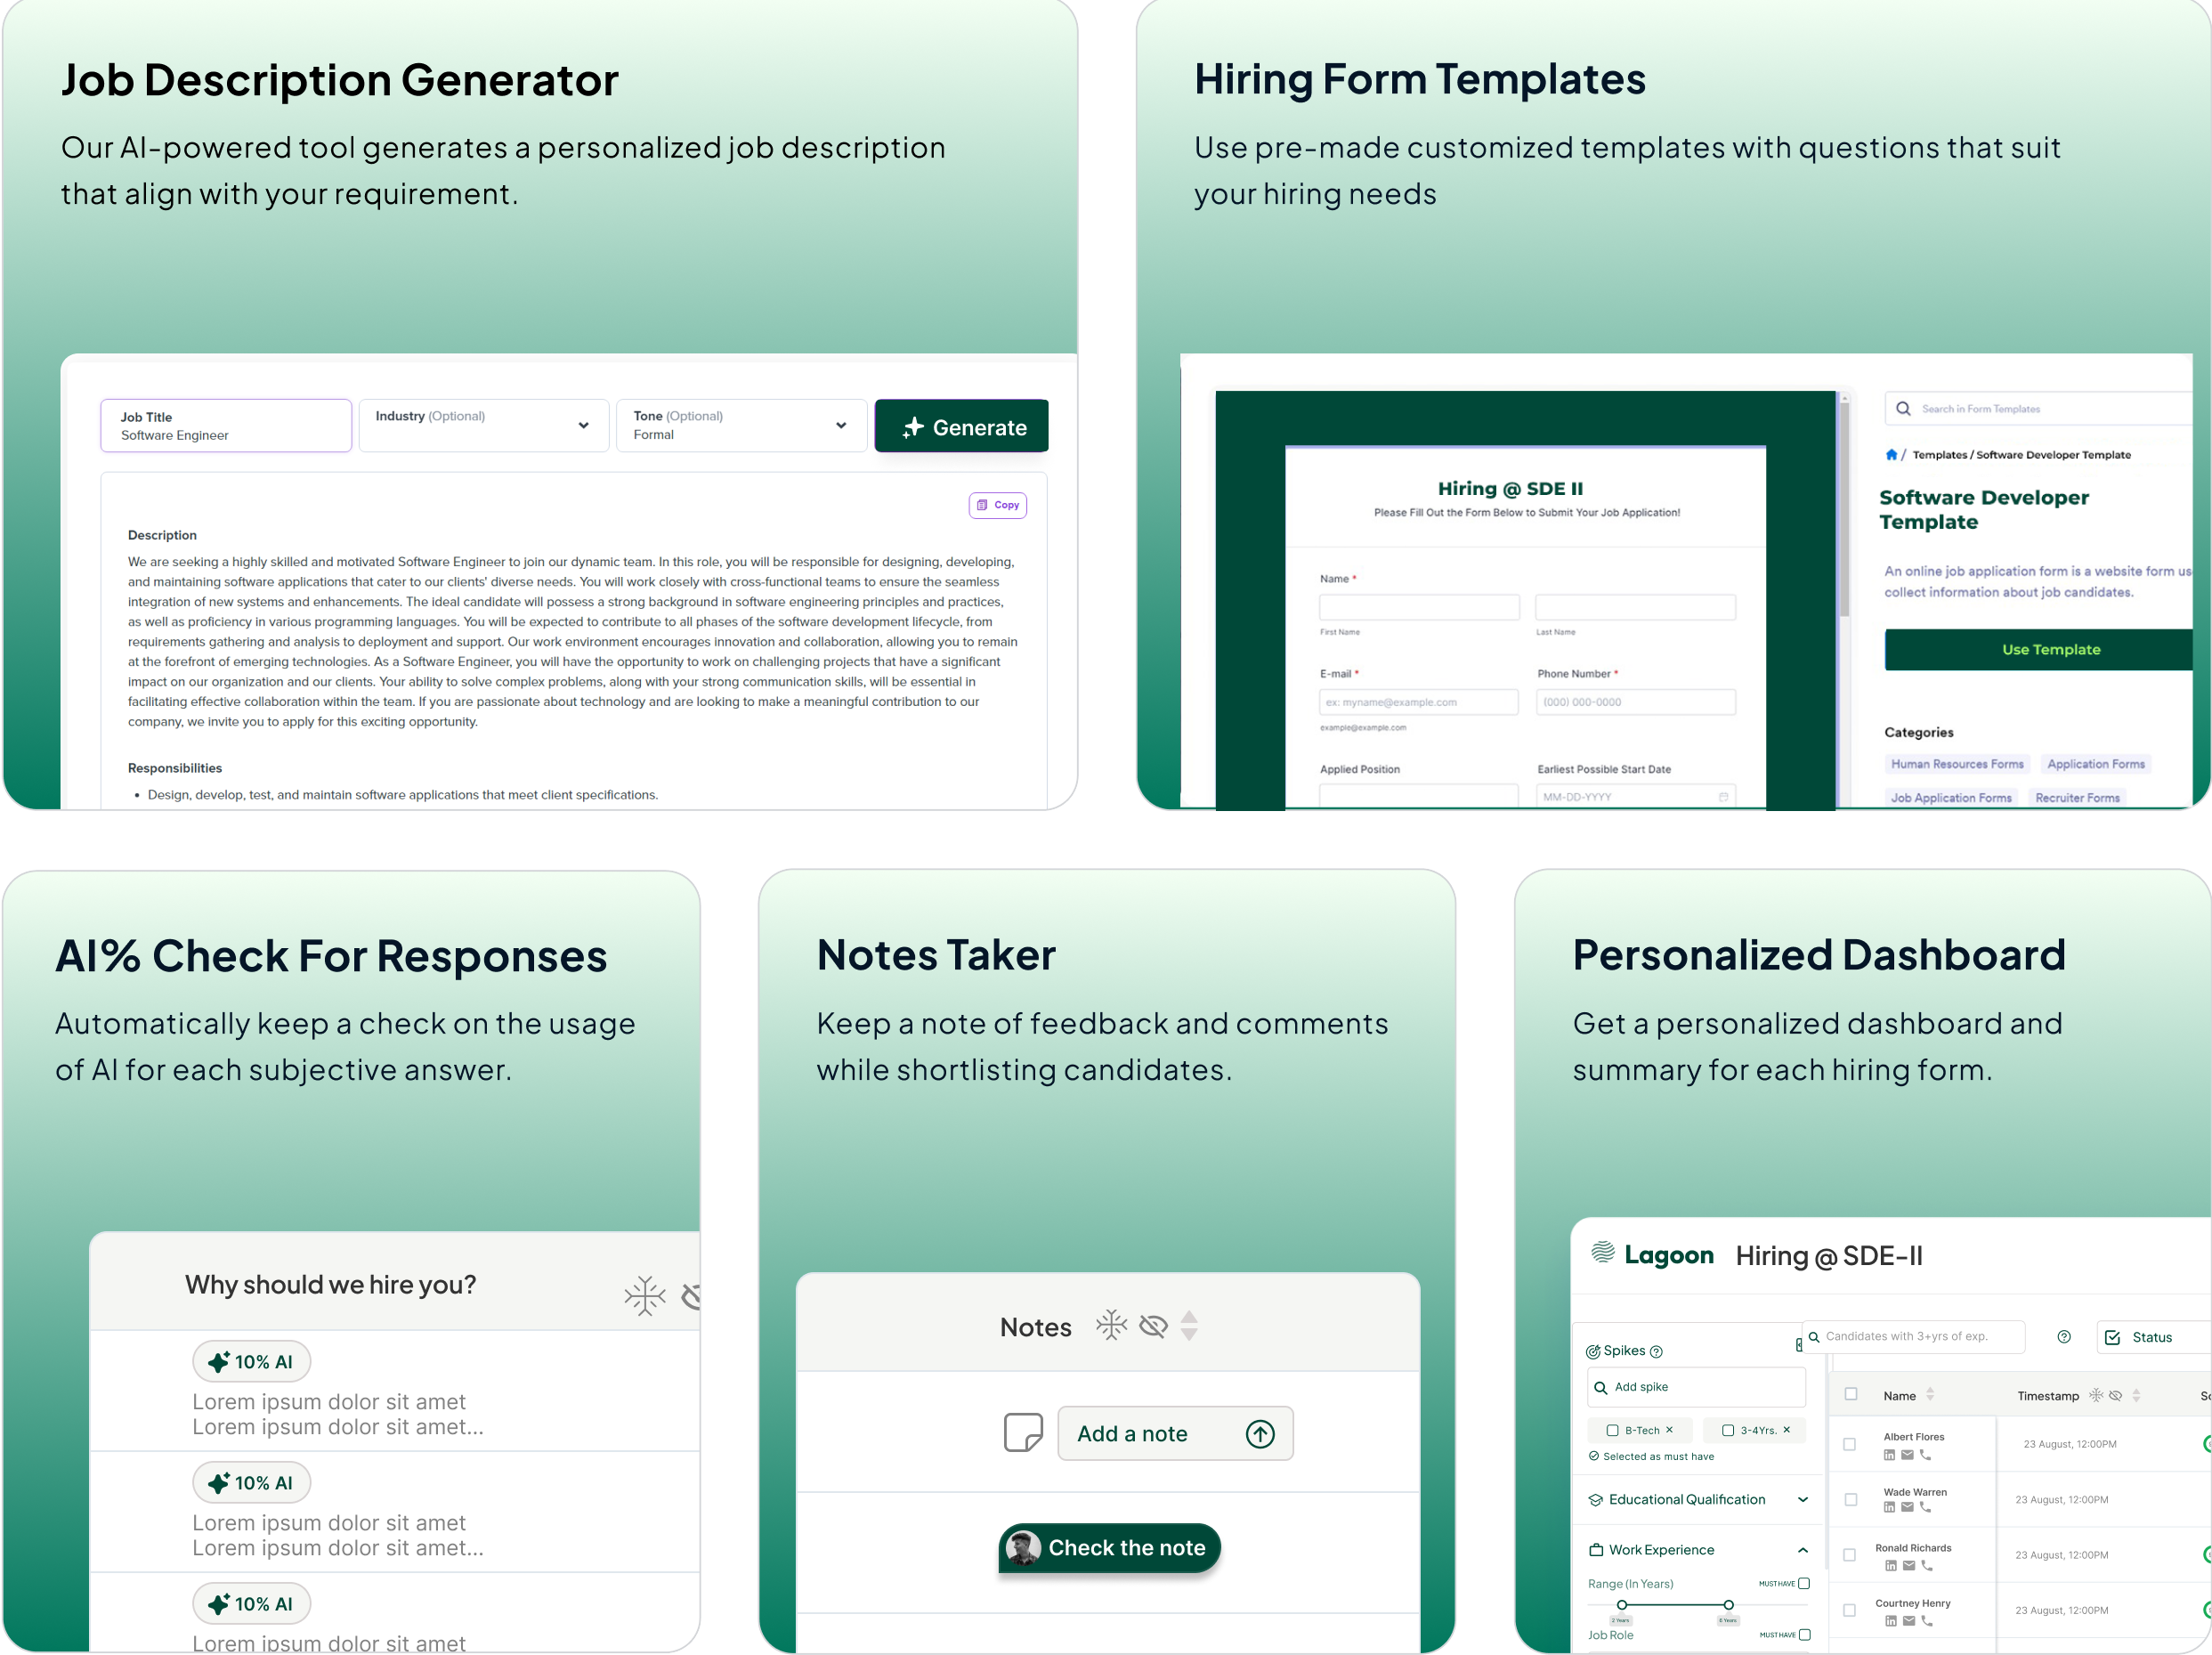 Job Description Generator
Our AI-powered tool generates a personalized job description
that align with your requirement.
Job Title
Software Engineer
Industry (Optional)
Tone (Optional)
Formal
Generate
Copy
Description
We are seeking a highly skilled and motivated Software Engineer to join our dynamic team. In this role, you will be responsible for designing, developing,
and maintaining software applications that cater to our clients' diverse needs. You will work closely with cross-functional teams to ensure the seamless
integration of new systems and enhancements. The ideal candidate will possess a strong background in software engineering principles and practices,
as well as proficiency in various programming languages. You will be expected to contribute to all phases of the software development lifecycle, from
requirements gathering and analysis to deployment and support. Our work environment encourages innovation and collaboration, allowing you to remain
at the forefront of emerging technologies. As a Software Engineer, you will have the opportunity to work on challenging projects that have a significant
impact on our organization and our clients. Your ability to solve complex problems, along with your strong communication skills, will be essential in
facilitating effective collaboration within the team. If you are passionate about technology and are looking to make a meaningful contribution to our
company, we invite you to apply for this exciting opportunity.
Responsibilities
• Design, develop, test, and maintain software applications that meet client specifications.
Hiring Form Templates
Use pre-made customized templates with questions that suit
your hiring needs
Hiring @ SDE II
Please Fill Out the Form Below to Submit Your Job Application!
Name *
First Name
Last Name
E-mail *
Phone Number *
ex: myname@example.com
(000) 000-0000
example@example.com
Applied Position
Earliest Possible Start Date
MM-DD-YYYY
Search in Form Templates
/ Templates / Software Developer Template
Software Developer
Template
An online job application form is a website form us
collect information about job candidates.
Use Template
Categories
Human Resources Forms
Application Forms
Job Application Forms
Recruiter Forms
AI% Check For Responses
Automatically keep a check on the usage
of AI for each subjective answer.
Why should we hire you?
10% AI
Lorem ipsum dolor sit amet
Lorem ipsum dolor sit amet...
10% AI
Lorem ipsum dolor sit amet
Lorem ipsum dolor sit amet...
10% AI
Lorem ipsum dolor sit amet
Notes Taker
Keep a note of feedback and comments
while shortlisting candidates.
Notes
Add a note
Check the note
Personalized Dashboard
Get a personalized dashboard and
summary for each hiring form.
Lagoon
Hiring @ SDE-II
Spikes
Add spike
B-Tech ×
3-4Yrs. ×
Selected as must have
Educational Qualification
Work Experience
Range (In Years)
MUST HAVE
2 Years
6 Years
Job Role
MUST HAVE
Candidates with 3+yrs of exp.
Status
Name
Timestamp
Albert Flores
23 August, 12:00PM
Wade Warren
23 August, 12:00PM
Ronald Richards
23 August, 12:00PM
Courtney Henry
23 August, 12:00PM